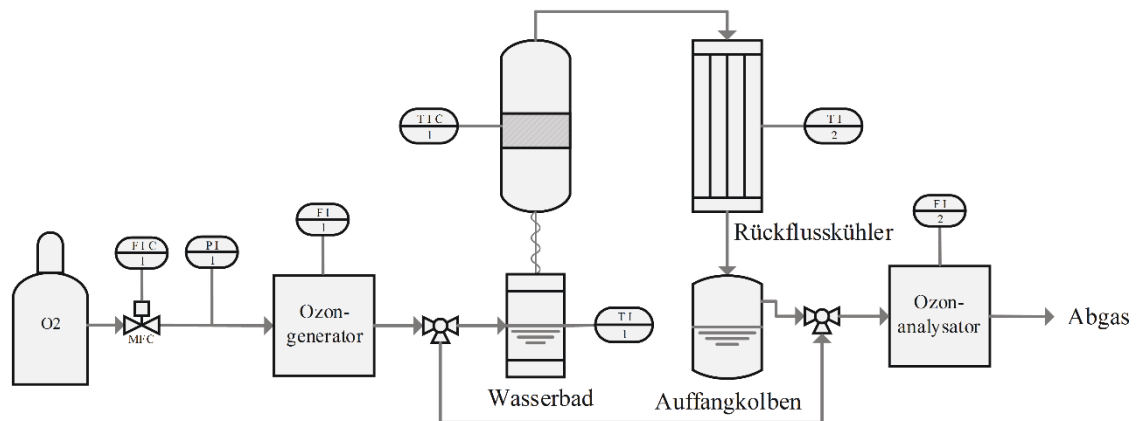 T I C
1
T I
2
F I
1
F I
2
F I C
1
P I
1
Rückflusskühler
O2
MFC
Ozon-
generator
T I
1
Ozon-
analysator
Abgas
Wasserbad
Auffangkolben